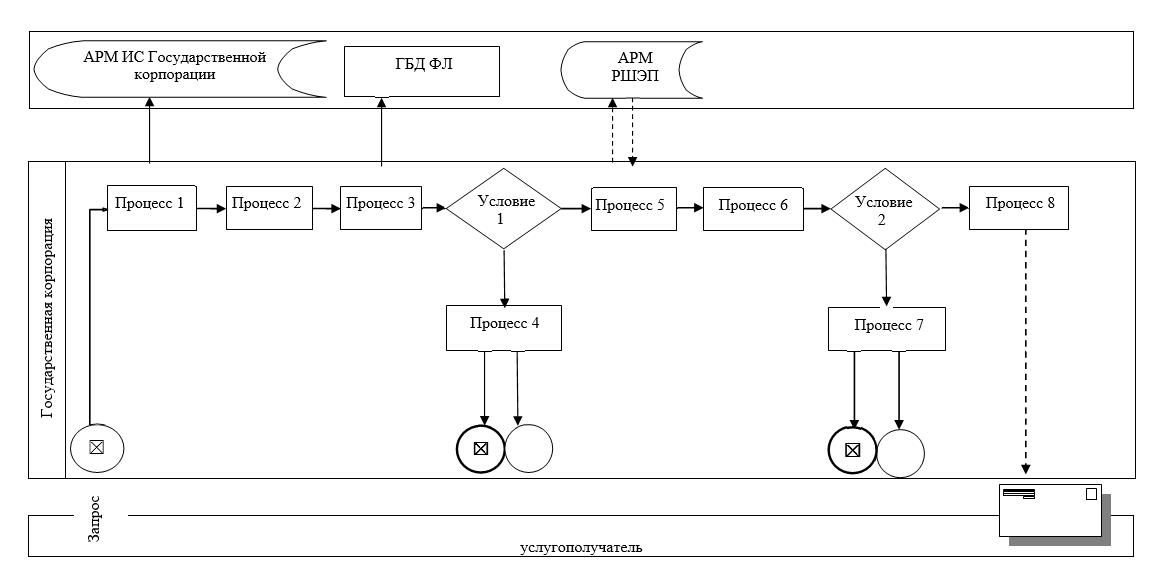 АРМ ИС Государственной
корпорации
ГБД ФЛ
АРМ
РШЭП
Государственная корпорация
Процесс 1
Процесс 2
Процесс 3
Условие
1
Процесс 5
Процесс 6
Условие
2
Процесс 8
Процесс 4
Процесс 7
Запрос
услугополучатель